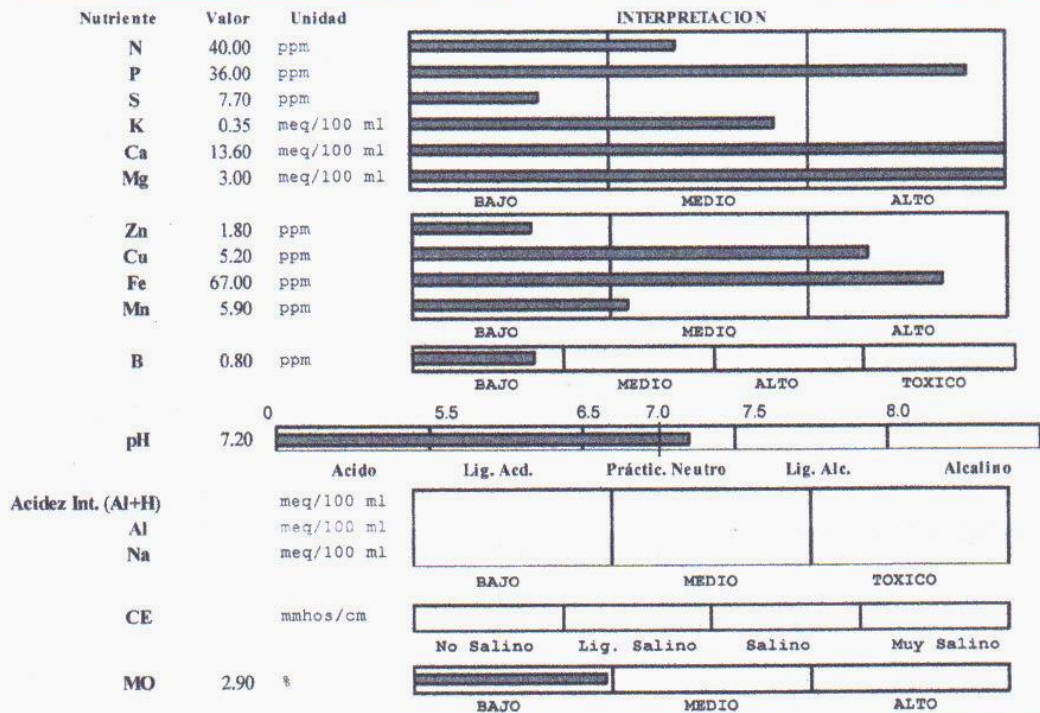 Nutriente Valor Unidad INTERPRETACION
N 40.00 ppm
P 36.00 ppm
S 7.70 ppm
K 0.35 meq/100 ml
Ca 13.60 meq/100 ml
Mg 3.00 meq/100 ml
BAJO MEDIO ALTO
Zn 1.80 ppm
Cu 5.20 ppm
Fe 67.00 ppm
Mn 5.90 ppm
BAJO MEDIO ALTO
B 0.80 ppm
BAJO MEDIO ALTO TOXICO
0 5.5 6.5 7.0 7.5 8.0
pH 7.20
Acido Lig. Acd. Práctic. Neutro Lig. Alc. Alcalino
Acidez Int. (Al+H) meq/100 ml
Al meq/100 ml
Na meq/100 ml
BAJO MEDIO TOXICO
CE mmhos/cm
No Salino Lig. Salino Salino Muy Salino
MO 2.90 %
BAJO MEDIO ALTO